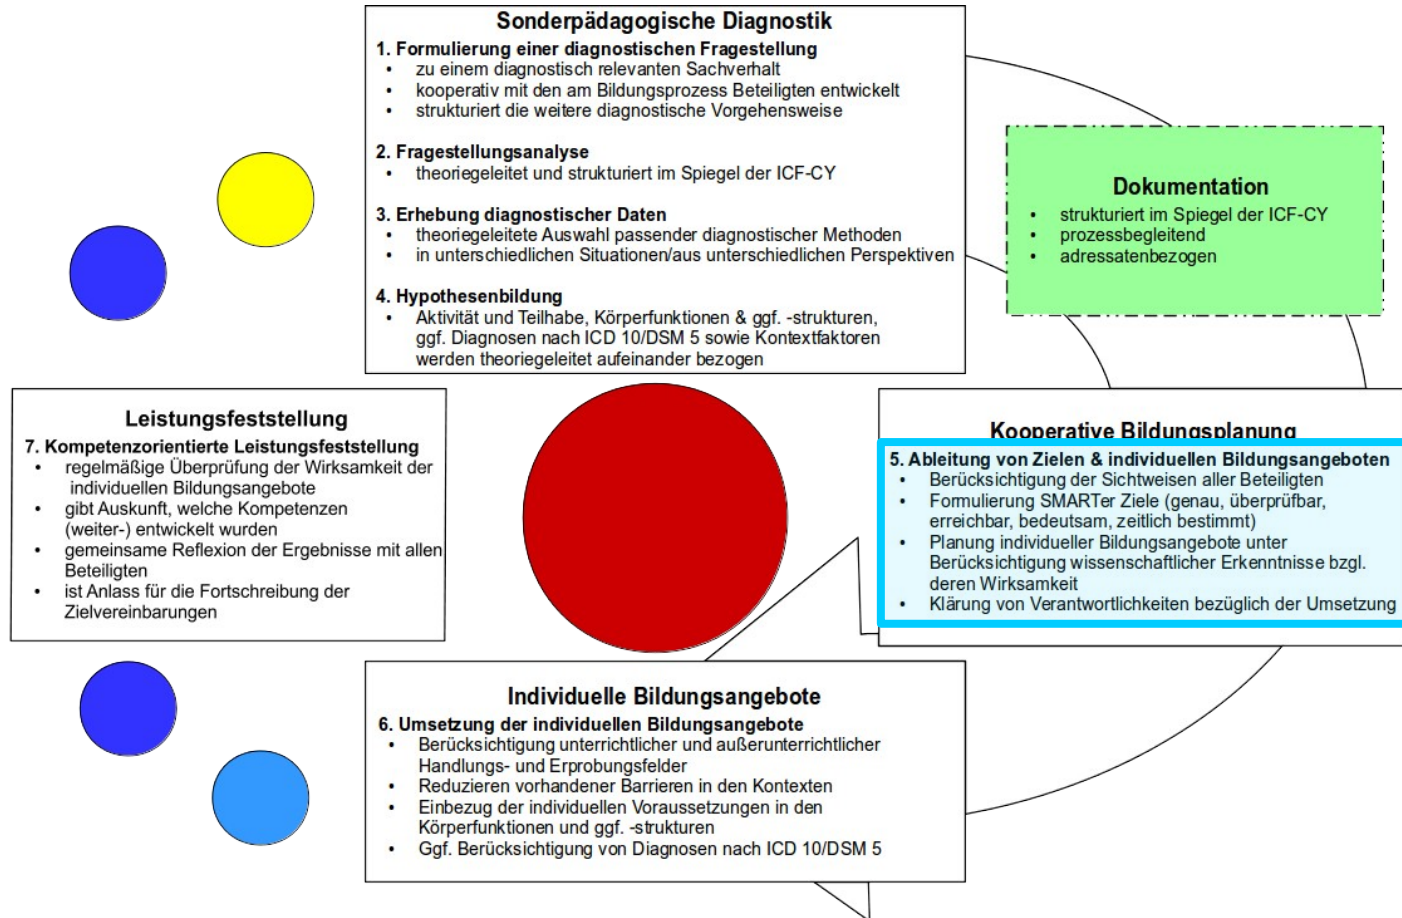 Sonderpädagogische Diagnostik
1. Formulierung einer diagnostischen Fragestellung
• zu einem diagnostisch relevanten Sachverhalt
• kooperativ mit den am Bildungsprozess Beteiligten entwickelt
• strukturiert die weitere diagnostische Vorgehensweise
2. Fragestellungsanalyse
• theoriegeleitet und strukturiert im Spiegel der ICF-CY
3. Erhebung diagnostischer Daten
• theoriegeleitete Auswahl passender diagnostischer Methoden
• in unterschiedlichen Situationen/aus unterschiedlichen Perspektiven
4. Hypothesenbildung
• Aktivität und Teilhabe, Körperfunktionen & ggf. -strukturen,
ggf. Diagnosen nach ICD 10/DSM 5 sowie Kontextfaktoren
werden theoriegeleitet aufeinander bezogen
Dokumentation
• strukturiert im Spiegel der ICF-CY
• prozessbegleitend
• adressatenbezogen
Kooperative Bildungsplanung
5. Ableitung von Zielen & individuellen Bildungsangeboten
• Berücksichtigung der Sichtweisen aller Beteiligten
• Formulierung SMARTer Ziele (genau, überprüfbar,
erreichbar, bedeutsam, zeitlich bestimmt)
• Planung individueller Bildungsangebote unter
Berücksichtigung wissenschaftlicher Erkenntnisse bzgl.
deren Wirksamkeit
• Klärung von Verantwortlichkeiten bezüglich der Umsetzung
Individuelle Bildungsangebote
6. Umsetzung der individuellen Bildungsangebote
• Berücksichtigung unterrichtlicher und außerunterrichtlicher
Handlungs- und Erprobungsfelder
• Reduzieren vorhandener Barrieren in den Kontexten
• Einbezug der individuellen Voraussetzungen in den
Körperfunktionen und ggf. -strukturen
• Ggf. Berücksichtigung von Diagnosen nach ICD 10/DSM 5
Leistungsfeststellung
7. Kompetenzorientierte Leistungsfeststellung
• regelmäßige Überprüfung der Wirksamkeit der
individuellen Bildungsangebote
• gibt Auskunft, welche Kompetenzen
(weiter-) entwickelt wurden
• gemeinsame Reflexion der Ergebnisse mit allen
Beteiligten
• ist Anlass für die Fortschreibung der
Zielvereinbarungen